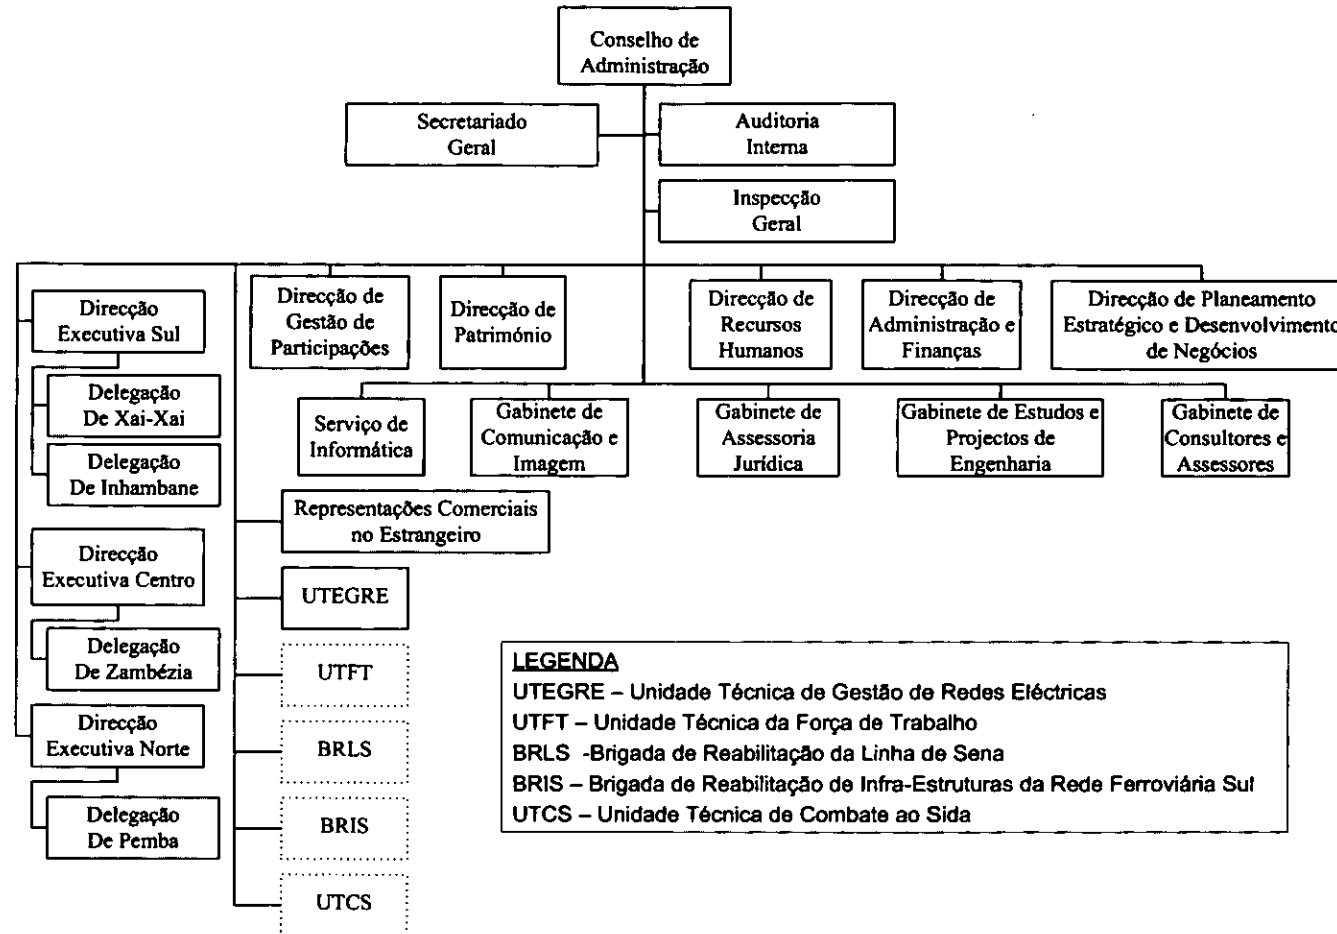 Conselho de
Administração
Secretariado
Geral
Auditoria
Interna
Inspecção
Geral
Direcção
Executiva Sul
Direcção de
Gestão de
Participações
Direcção de
Património
Direcção de
Recursos
Humanos
Direcção de
Administração e
Finanças
Direcção de Planeamento
Estratégico e Desenvolvimento
de Negócios
Delegação
De Xai-Xai
Delegação
De Inhambane
Serviço de
Informática
Gabinete de
Comunicação e
Imagem
Gabinete de
Assessoria
Jurídica
Gabinete de Estudos e
Projectos de
Engenharia
Gabinete de
Consultores e
Assessores
Representações Comerciais
no Estrangeiro
Direcção
Executiva Centro
UTEGRE
Delegação
De Zambézia
UTFT
Direcção
Executiva Norte
BRLS
Delegação
De Pemba
BRIS
UTCS
LEGENDA
UTEGRE – Unidade Técnica de Gestão de Redes Eléctricas
UTFT – Unidade Técnica da Força de Trabalho
BRLS -Brigada de Reabilitação da Linha de Sena
BRIS – Brigada de Reabilitação de Infra-Estruturas da Rede Ferroviária Sul
UTCS – Unidade Técnica de Combate ao Sida